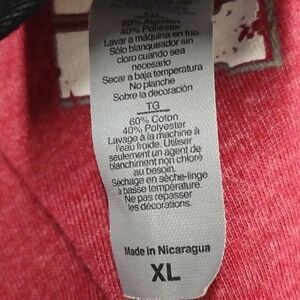 60% Algodón
40% Poliéster
Lavar a máquina en frío
Sólo blanqueador sin
cloro cuando sea
necesario
Secar a baja temperatura
No planche
Sobre la decoración
TG
60% Coton
40% Polyester
Lavage à la machine à
l'eau froide. Utiliser
seulement un agent de
blanchiment non chloré
au besoin.
Séchage en sèche-linge
à basse température.
Ne pas repasser
les décorations.
Made in Nicaragua
XL